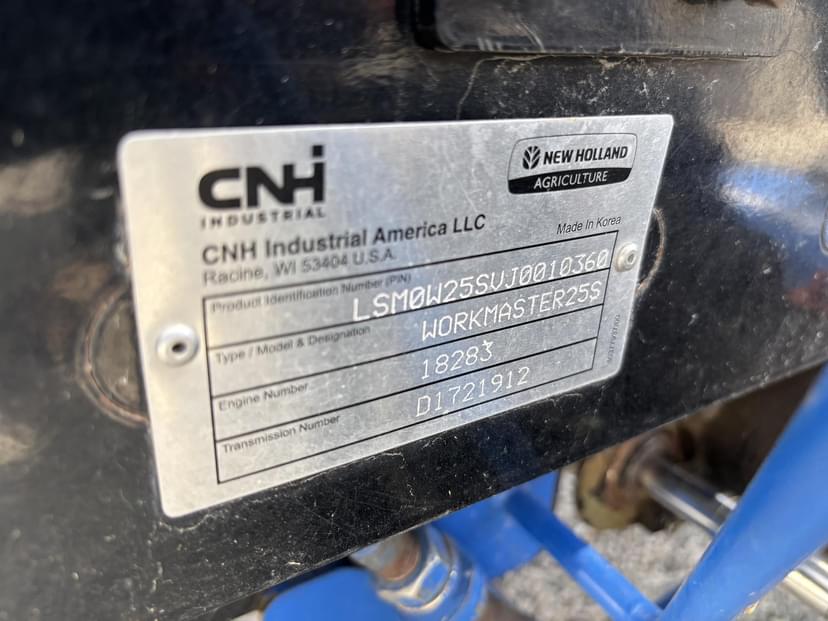 CNH
INDUSTRIAL
NEW HOLLAND
AGRICULTURE
CNH Industrial America LLC
Racine, WI 53404 U.S.A.
Made In Korea
Product Identification Number (PIN)
LSM0W25SVJ0010360
Type / Model & Designation
WORKMASTER25S
Engine Number
18283
Transmission Number
D1721912